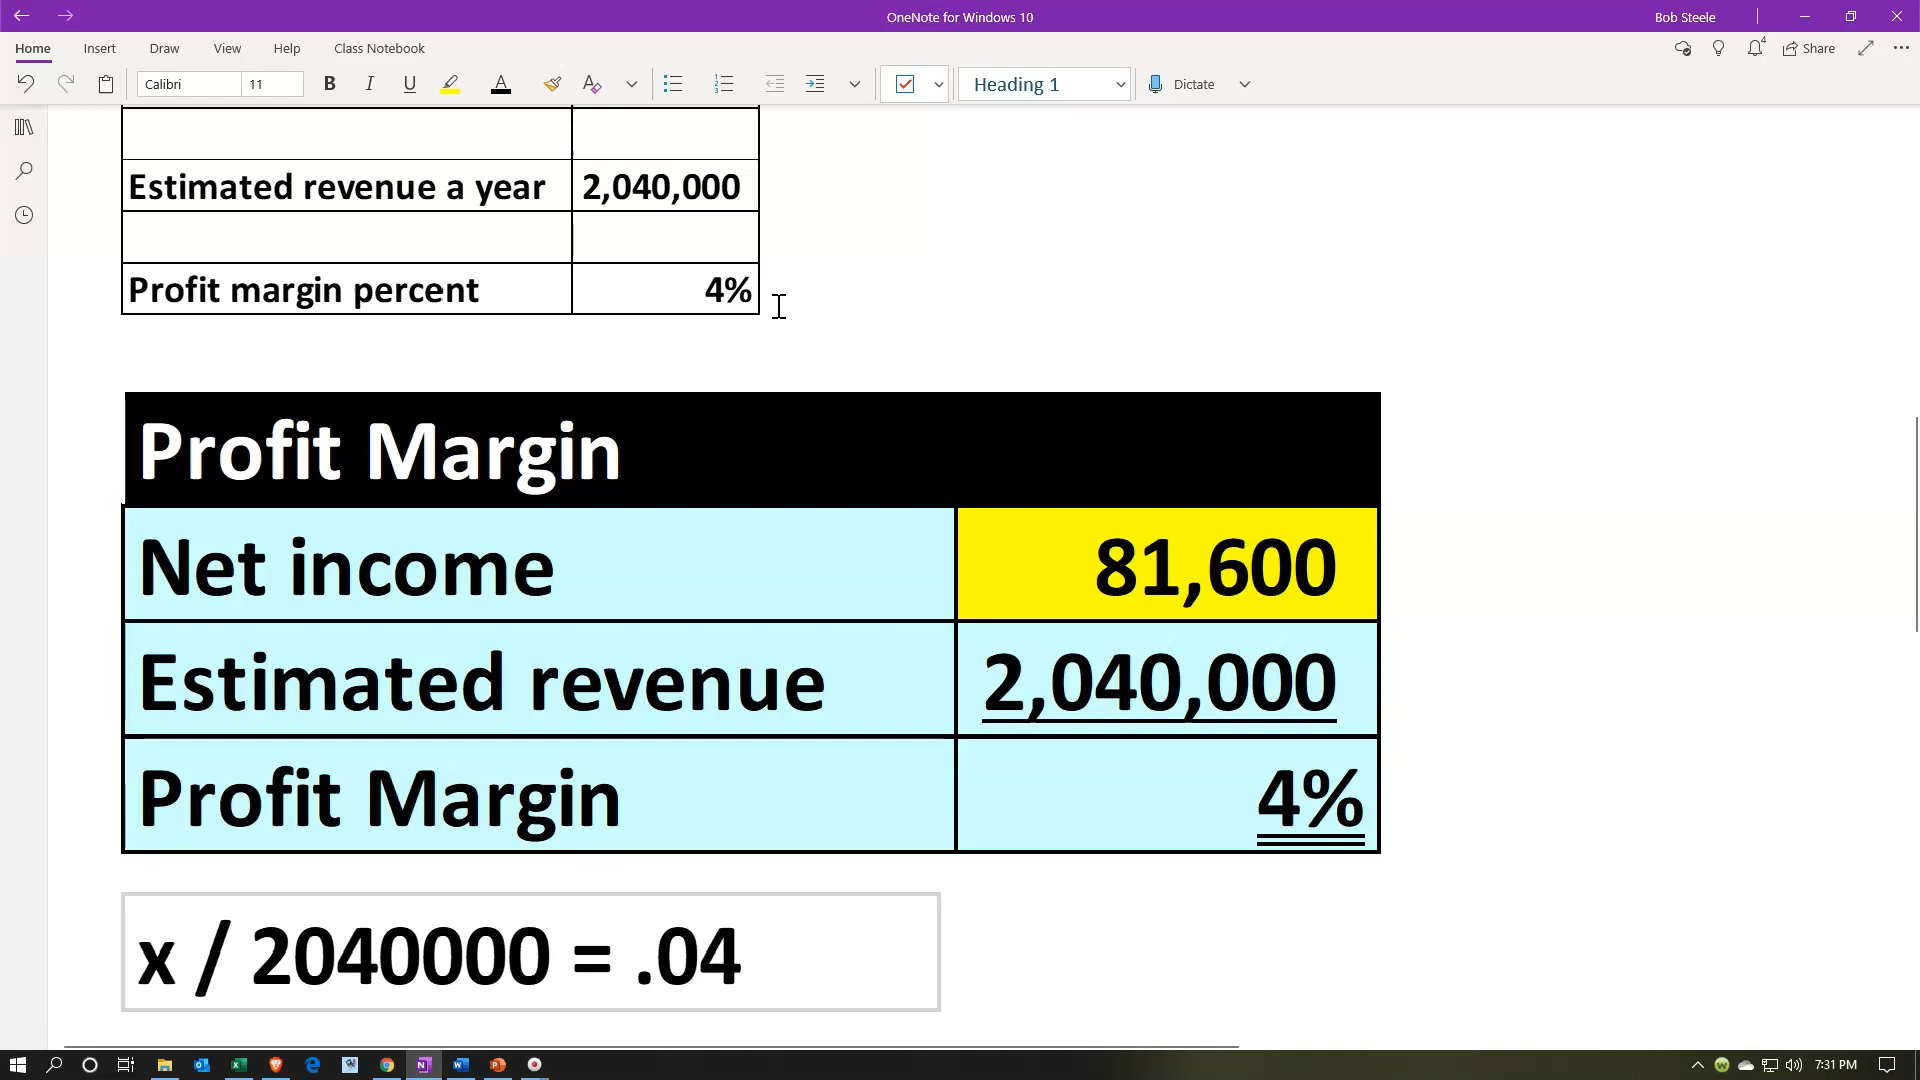 OneNote for Windows 10
Bob Steele
Home Insert Draw View Help Class Notebook
Share
Calibri 11 B I U A Heading 1 Dictate
Estimated revenue a year 2,040,000
Profit margin percent 4%
Profit Margin
Net income 81,600
Estimated revenue 2,040,000
Profit Margin 4%
x / 2040000 = .04
7:31 PM